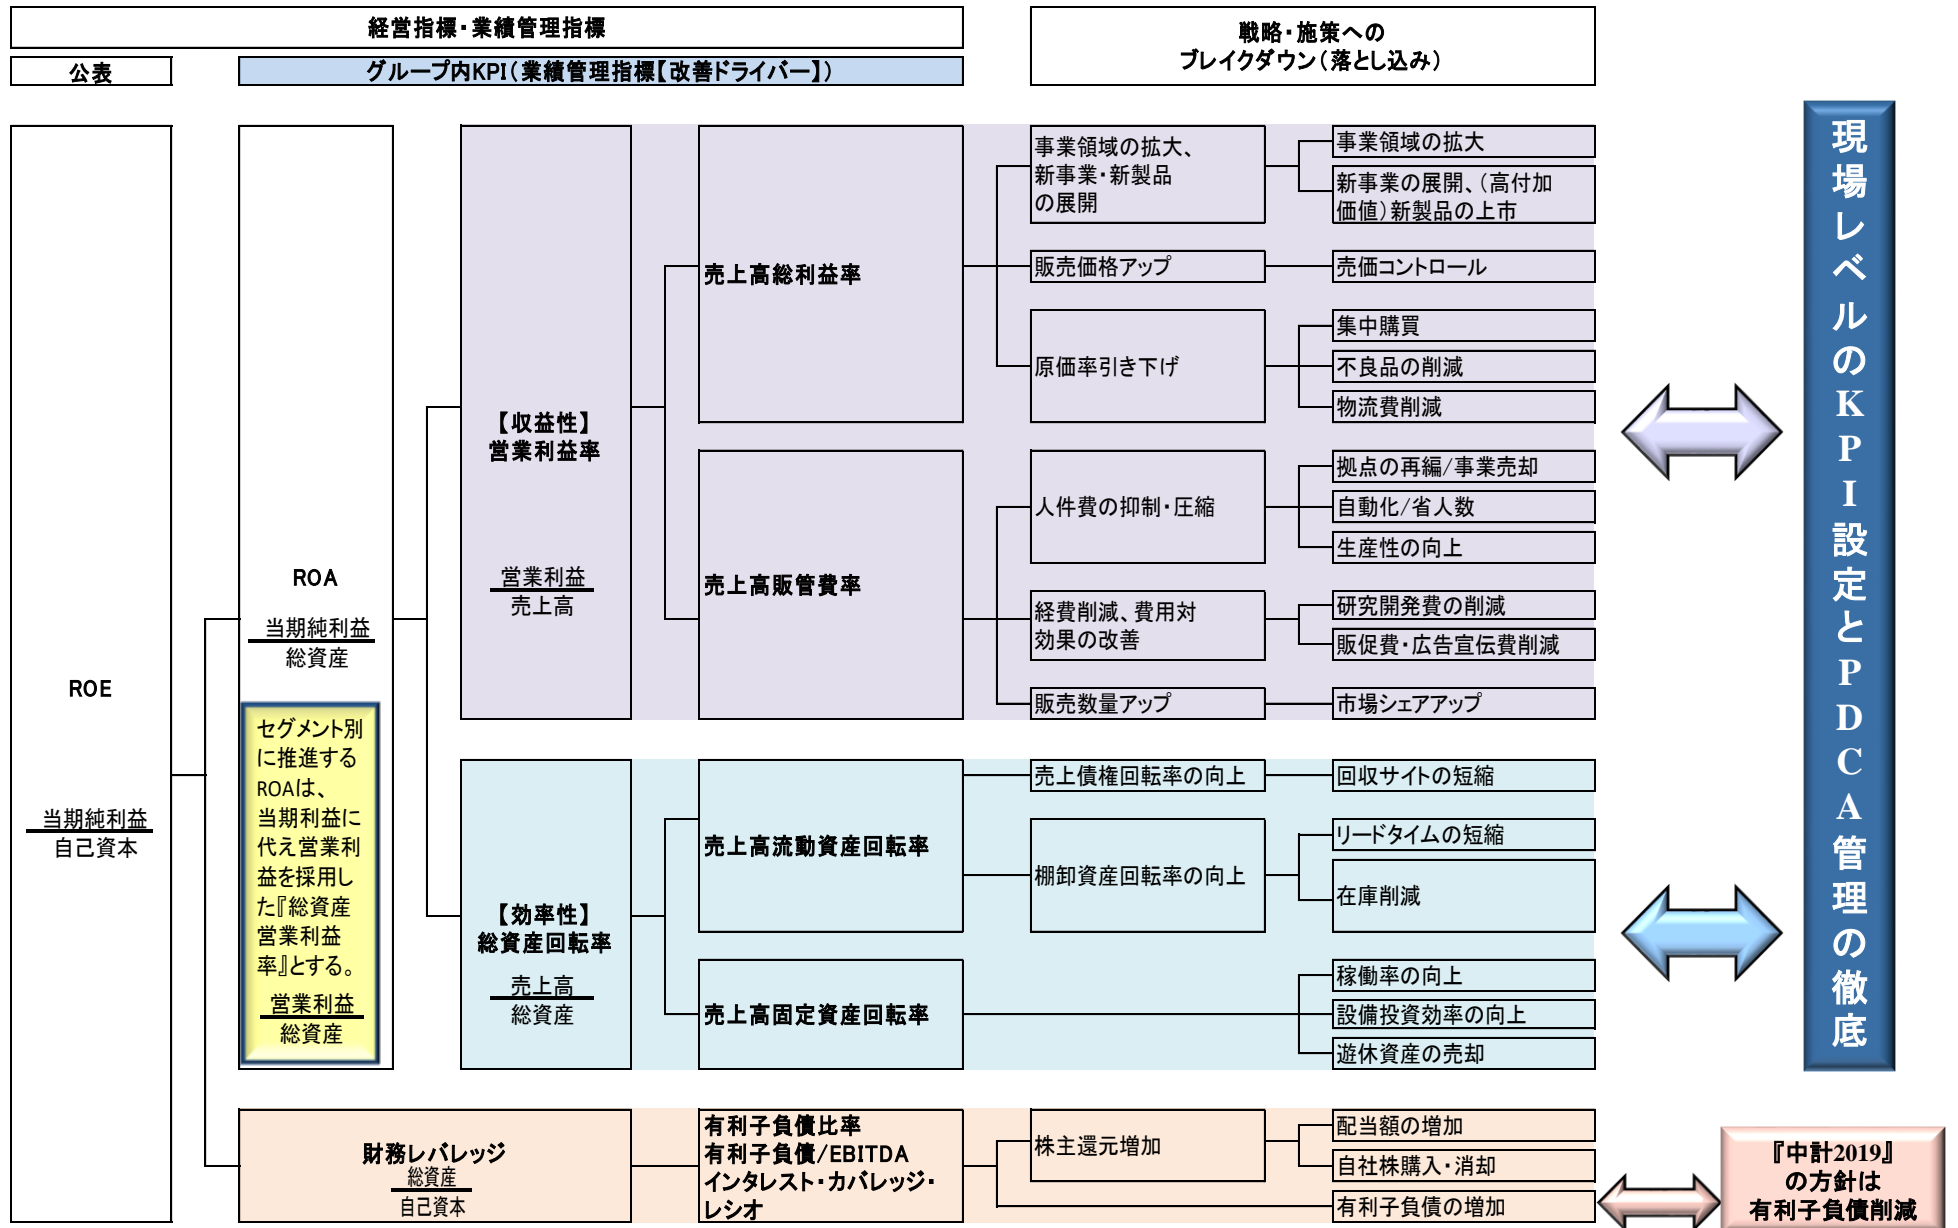 経営指標・業績管理指標
戦略・施策への
ブレイクダウン(落とし込み)
公表
グループ内KPI(業績管理指標【改善ドライバー】)
ROE
当期純利益
自己資本
ROA
当期純利益
総資産
セグメント別
に推進する
ROAは、
当期利益に
代え営業利
益を採用し
た『総資産
営業利益
率』とする。
営業利益
総資産
【収益性】
営業利益率
営業利益
売上高
売上高総利益率
事業領域の拡大、
新事業・新製品
の展開
事業領域の拡大
新事業の展開、(高付加
価値)新製品の上市
販売価格アップ
売価コントロール
原価率引き下げ
集中購買
不良品の削減
物流費削減
売上高販管費率
人件費の抑制・圧縮
拠点の再編/事業売却
自動化/省人数
生産性の向上
経費削減、費用対
効果の改善
研究開発費の削減
販促費・広告宣伝費削減
販売数量アップ
市場シェアアップ
【効率性】
総資産回転率
売上高
総資産
売上高流動資産回転率
売上債権回転率の向上
回収サイトの短縮
棚卸資産回転率の向上
リードタイムの短縮
在庫削減
売上高固定資産回転率
稼働率の向上
設備投資効率の向上
遊休資産の売却
財務レバレッジ
総資産
自己資本
有利子負債比率
有利子負債/EBITDA
インタレスト・カバレッジ・
レシオ
株主還元増加
配当額の増加
自社株購入・消却
有利子負債の増加
現場レベルのKPI設定とPDCA管理の徹底
『中計2019』
の方針は
有利子負債削減